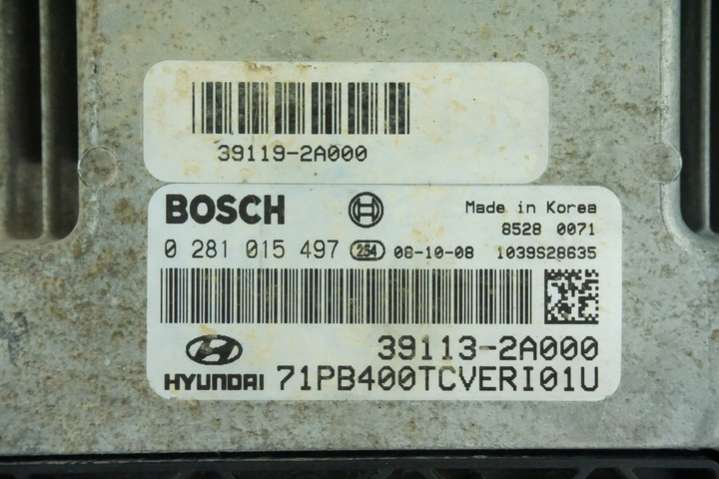 39119-2A000
BOSCH
Made in Korea
8528 0071
0 281 015 497 254 08-10-08 1039S28635
39113-2A000
HYUNDAI 71PB400TCVERI01U